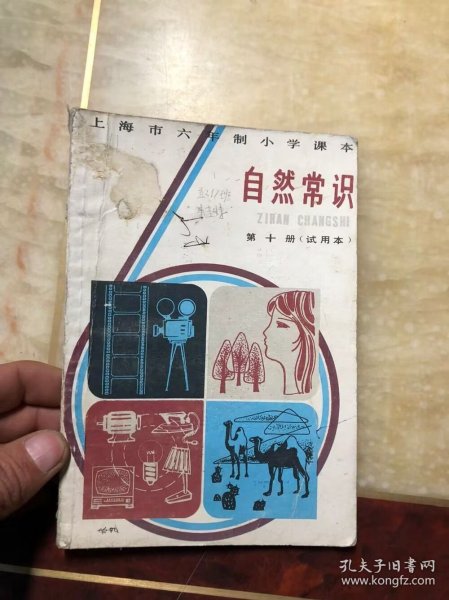 上海市六年制小学课本
自然常识
ZIRAN CHANGSHI
第十册(试用本)
孔夫子旧书网
www.kongfz.com